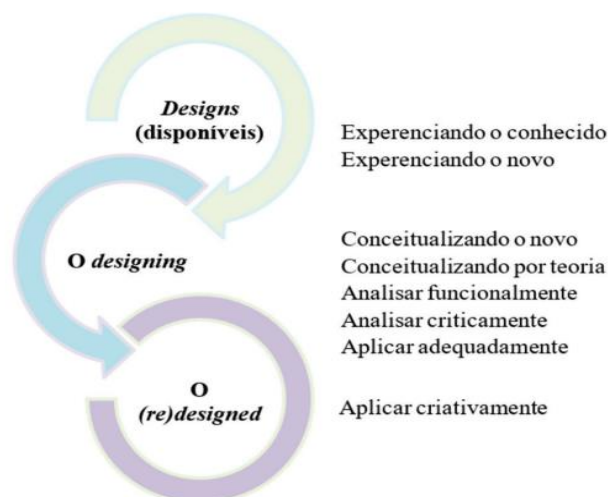 Designs
(disponíveis)
Experenciando o conhecido
Experenciando o novo
O designing
Conceitualizando o novo
Conceitualizando por teoria
Analisar funcionalmente
Analisar criticamente
Aplicar adequadamente
O
(re)designed
Aplicar criativamente